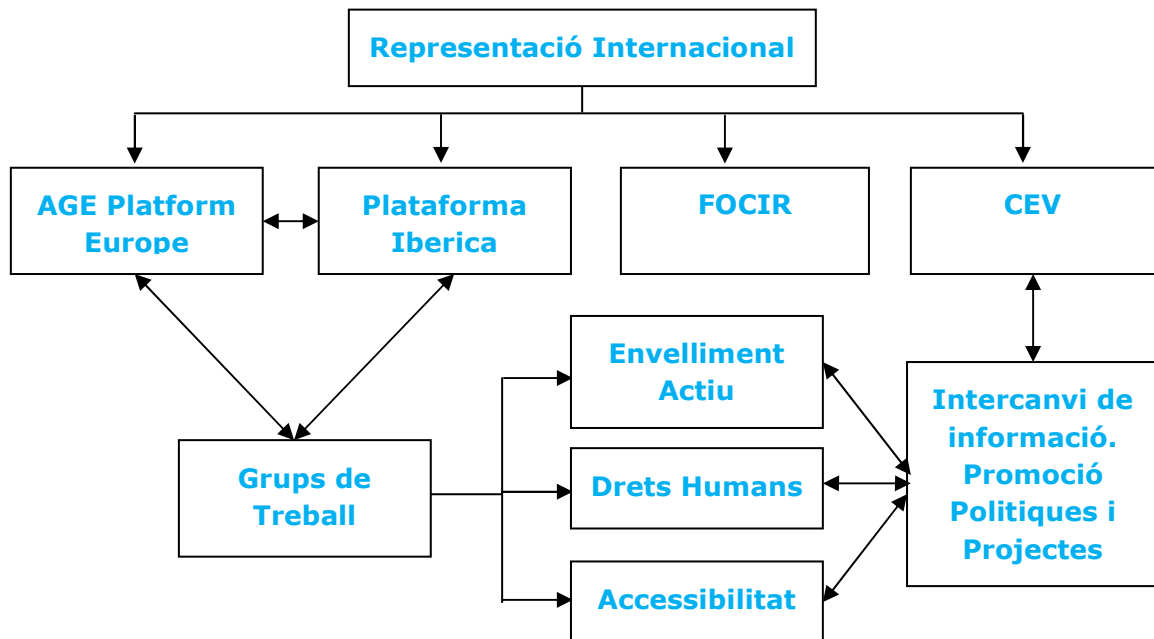 Representació Internacional
AGE Platform
Europe
Plataforma
Iberica
FOCIR
CEV
Envelliment
Actiu
Intercanvi de
informació.
Promoció
Politiques i
Projectes
Grups de
Treball
Drets Humans
Accessibilitat